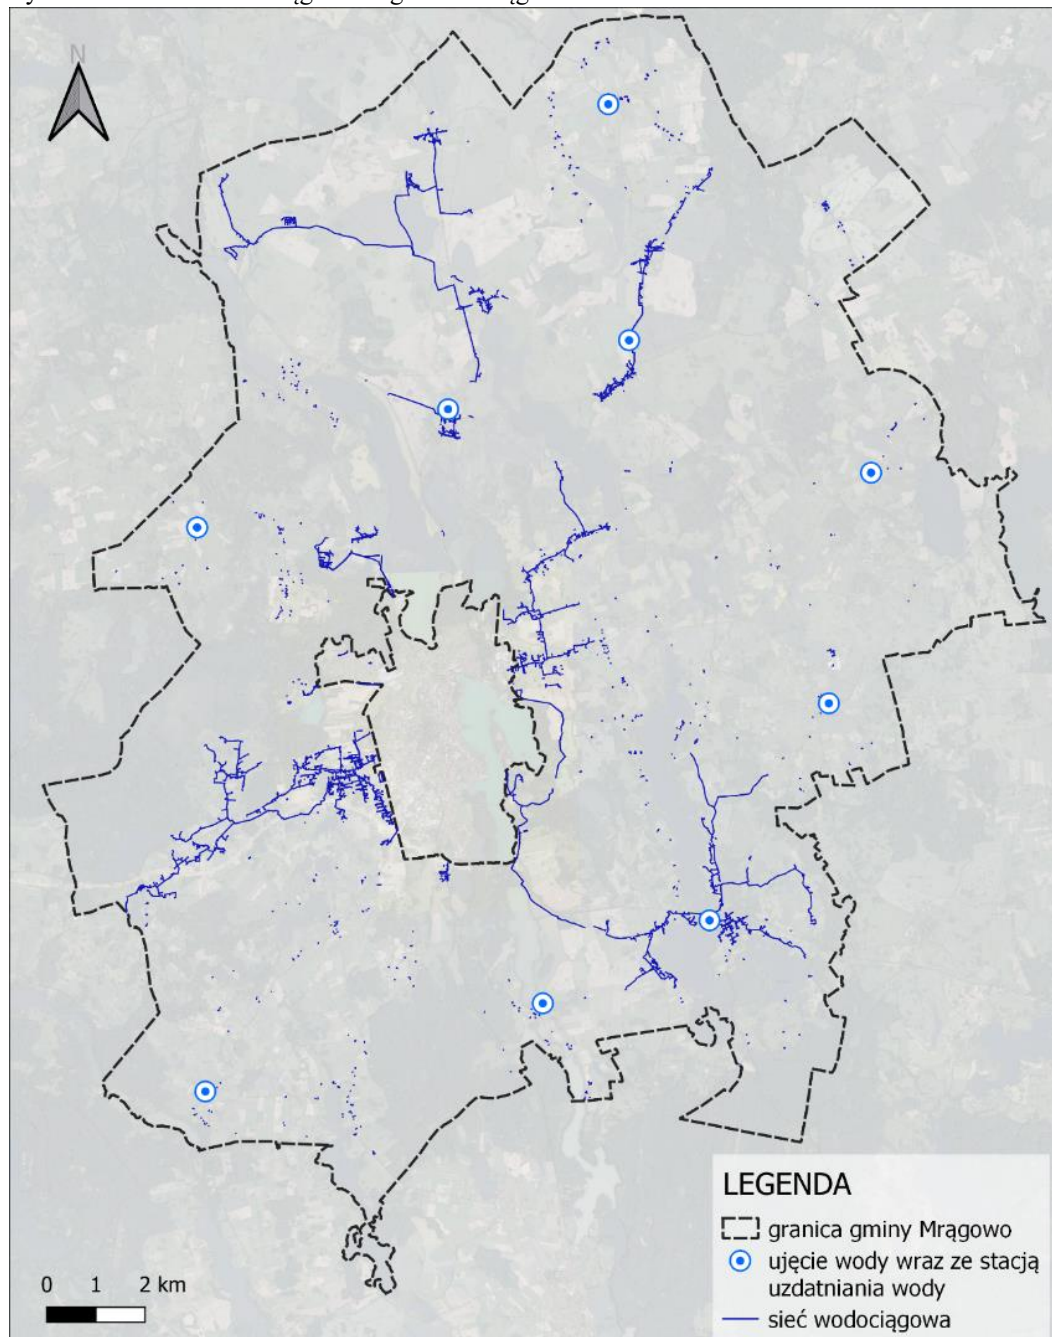 N
LEGENDA
granica gminy Mrągowo
ujęcie wody wraz ze stacją
uzdatniania wody
sieć wodociągowa
0 1 2 km